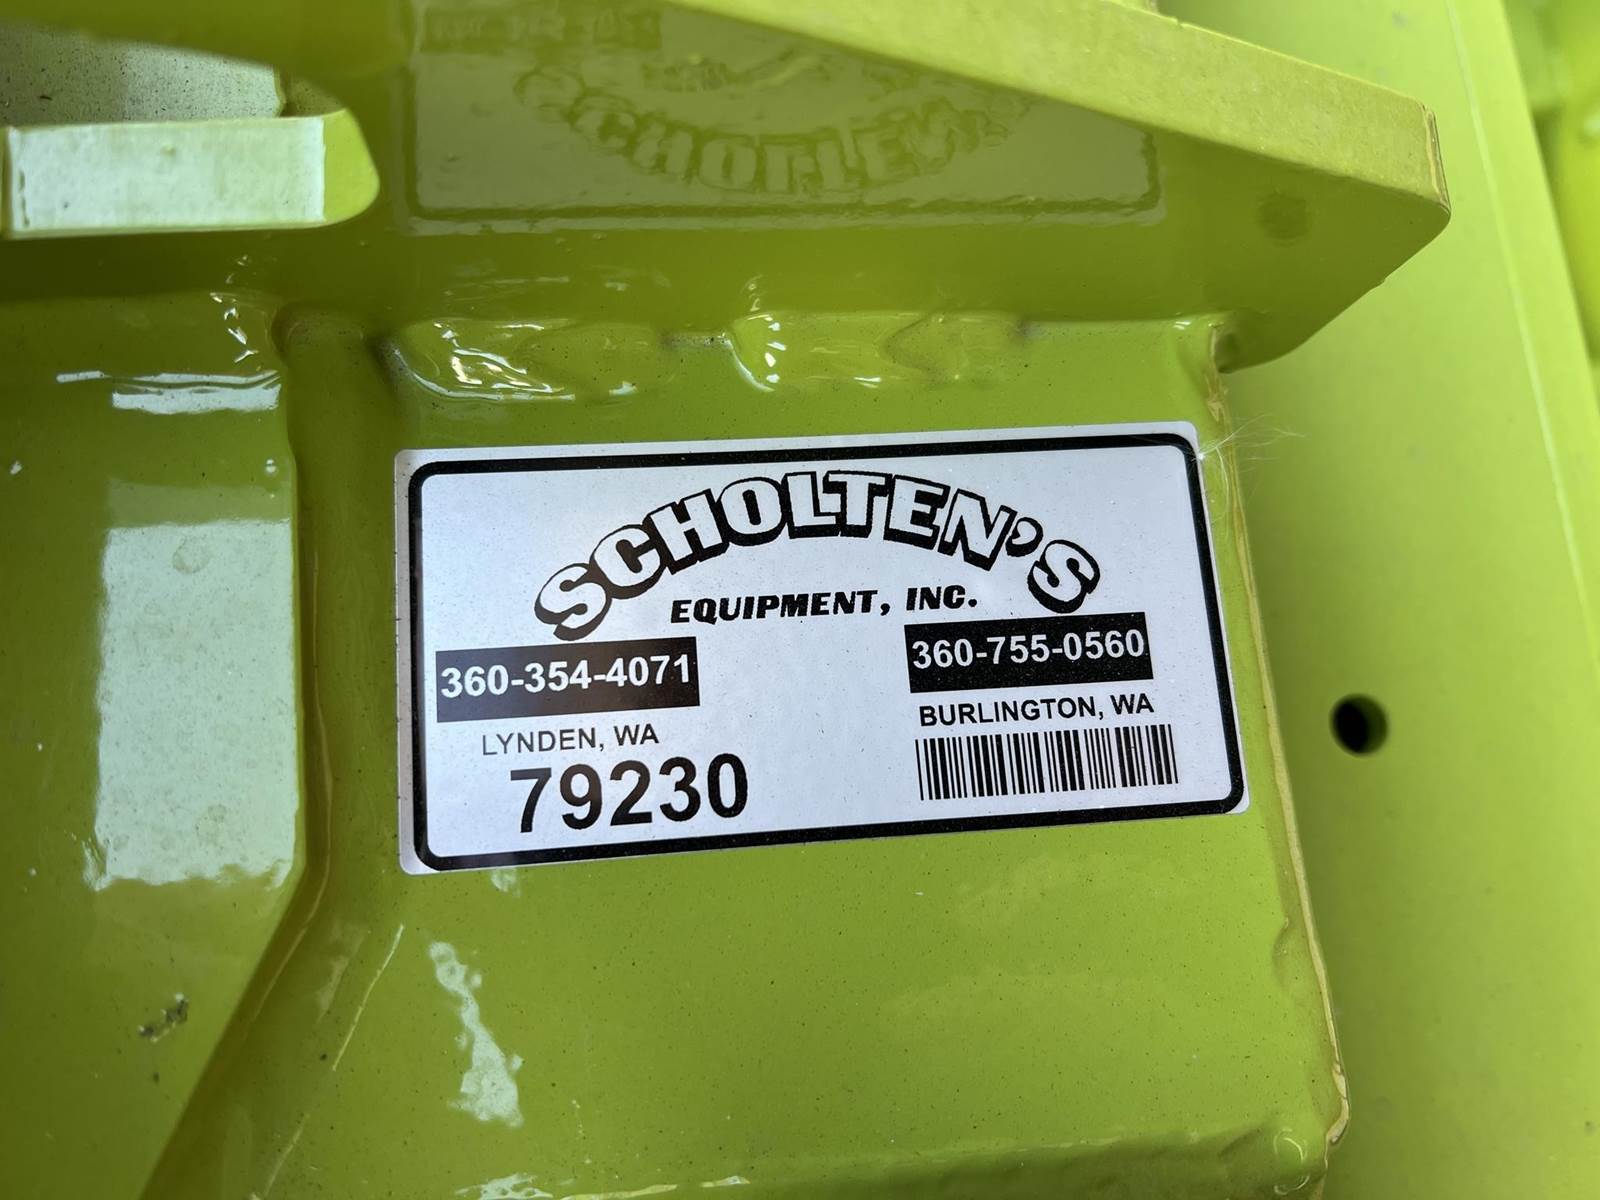 SCHOLTEN'S
EQUIPMENT, INC.
360-354-4071
LYNDEN, WA
79230
360-755-0560
BURLINGTON, WA